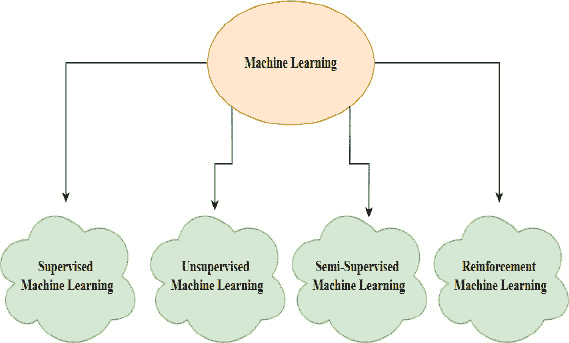 Machine Learning
Supervised
Machine Learning
Unsupervised
Machine Learning
Semi-Supervised
Machine Learning
Reinforcement
Machine Learning